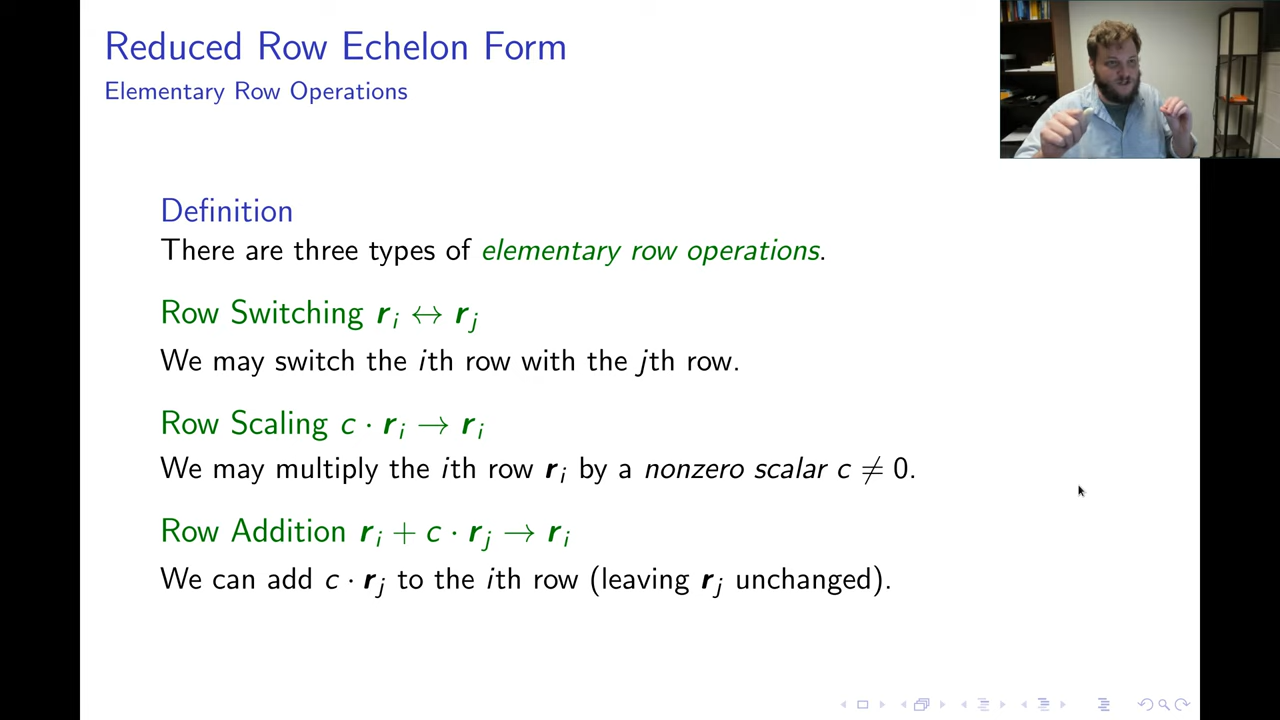 Reduced Row Echelon Form
Elementary Row Operations
Definition
There are three types of elementary row operations.
Row Switching r_i ↔ r_j
We may switch the ith row with the jth row.
Row Scaling c · r_i → r_i
We may multiply the ith row r_i by a nonzero scalar c ≠ 0.
Row Addition r_i + c · r_j → r_i
We can add c · r_j to the ith row (leaving r_j unchanged).